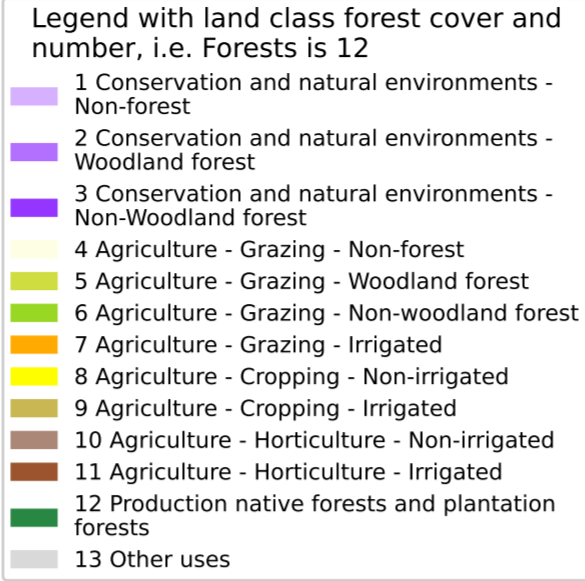 Legend with land class forest cover and
number, i.e. Forests is 12
1 Conservation and natural environments -
Non-forest
2 Conservation and natural environments -
Woodland forest
3 Conservation and natural environments -
Non-Woodland forest
4 Agriculture - Grazing - Non-forest
5 Agriculture - Grazing - Woodland forest
6 Agriculture - Grazing - Non-woodland forest
7 Agriculture - Grazing - Irrigated
8 Agriculture - Cropping - Non-irrigated
9 Agriculture - Cropping - Irrigated
10 Agriculture - Horticulture - Non-irrigated
11 Agriculture - Horticulture - Irrigated
12 Production native forests and plantation
forests
13 Other uses